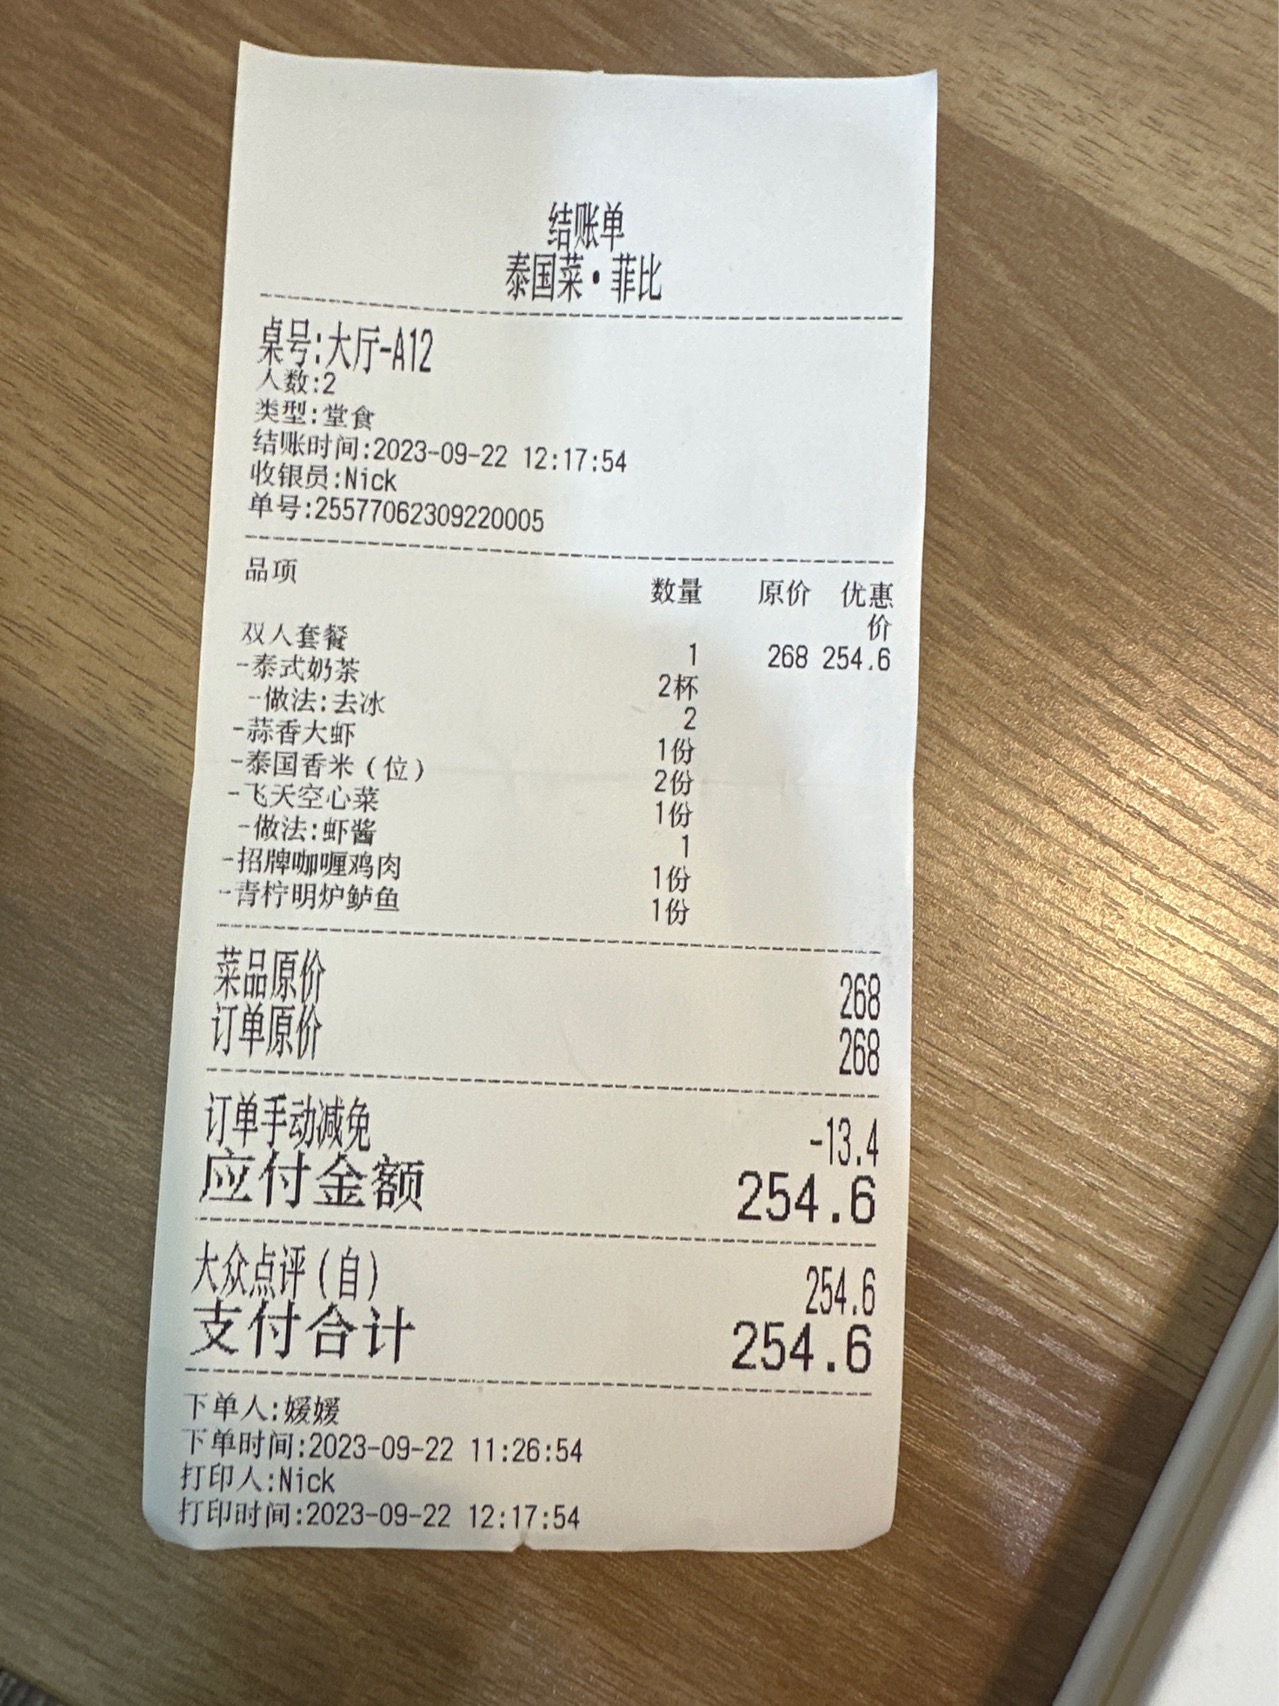 结账单
泰国菜·菲比
桌号:大厅-A12
人数:2
类型:堂食
结账时间:2023-09-22 12:17:54
收银员:Nick
单号:25577062309220005
品项 数量 原价 优惠价
双人套餐 1 268 254.6
-泰式奶茶 2杯
-做法:去冰 2
-蒜香大虾 1份
-泰国香米(位) 2份
-飞天空心菜 1份
-做法:虾酱 1
-招牌咖喱鸡肉 1份
-青柠明炉鲈鱼 1份
菜品原价 268
订单原价 268
订单手动减免 -13.4
应付金额 254.6
大众点评(自) 254.6
支付合计 254.6
下单人:媛媛
下单时间:2023-09-22 11:26:54
打印人:Nick
打印时间:2023-09-22 12:17:54